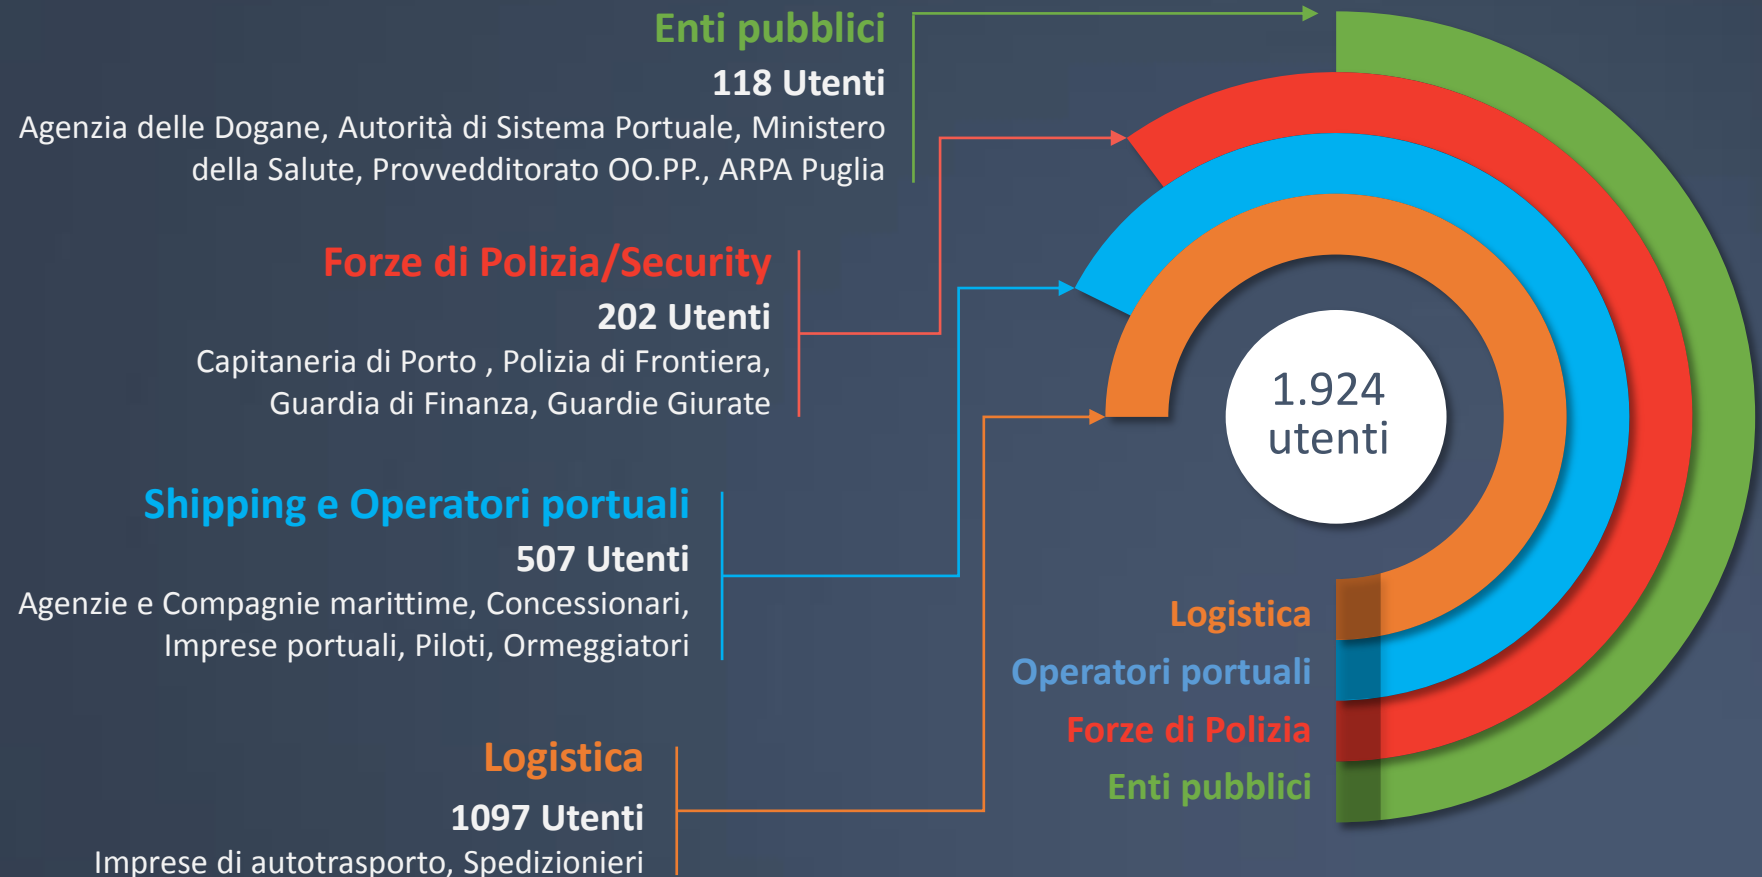 Enti pubblici
118 Utenti
Agenzia delle Dogane, Autorità di Sistema Portuale, Ministero
della Salute, Provvedditorato OO.PP., ARPA Puglia
Forze di Polizia/Security
202 Utenti
Capitaneria di Porto , Polizia di Frontiera,
Guardia di Finanza, Guardie Giurate
Shipping e Operatori portuali
507 Utenti
Agenzie e Compagnie marittime, Concessionari,
Imprese portuali, Piloti, Ormeggiatori
Logistica
1097 Utenti
Imprese di autotrasporto, Spedizionieri
1.924
utenti
Logistica
Operatori portuali
Forze di Polizia
Enti pubblici